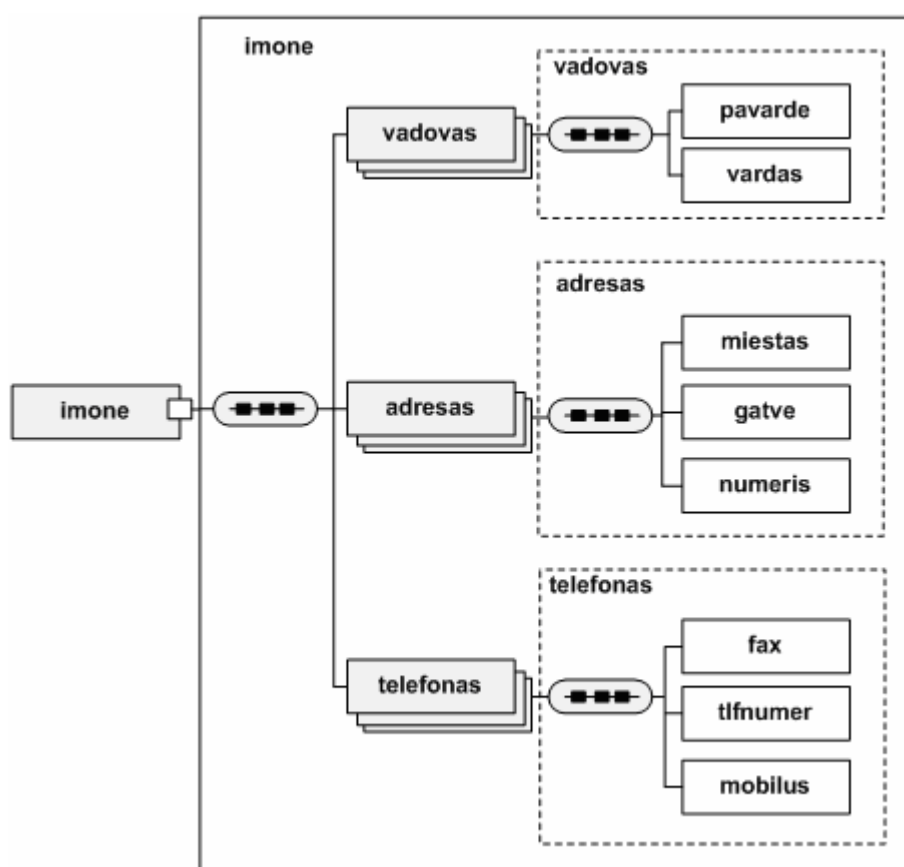 imone
vadovas
vadovas
pavarde
vardas
adresas
miestas
imone
adresas
gatve
numeris
telefonas
fax
telefonas
tlfnumer
mobilus